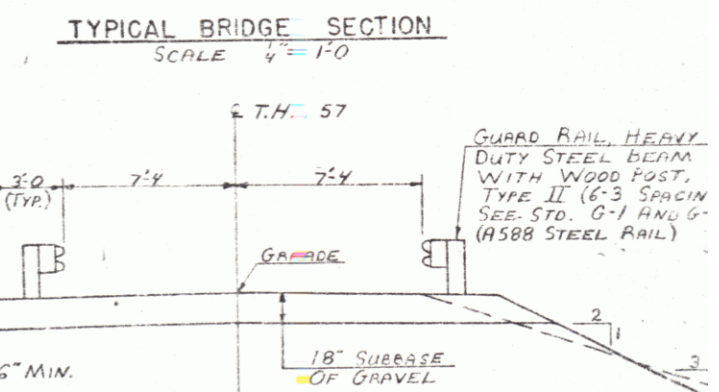 TYPICAL BRIDGE SECTION
SCALE 1/4"=1'-0
℄ T.H. 57
GUARD RAIL, HEAVY
DUTY STEEL BEAM
WITH WOOD POST,
TYPE II (6-3 SPACIN
SEE STD. G-1 AND G-
(A588 STEEL RAIL)
3'-0
(TYP.)
7'-4
7'-4
GRADE
2
1
3
18" SUBBASE
OF GRAVEL
6" MIN.